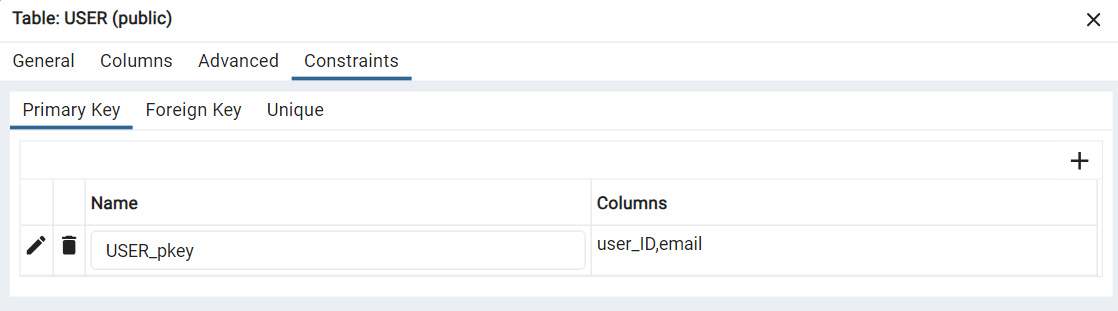 Table: USER (public)
General Columns Advanced Constraints
Primary Key Foreign Key Unique
Name Columns
USER_pkey user_ID,email